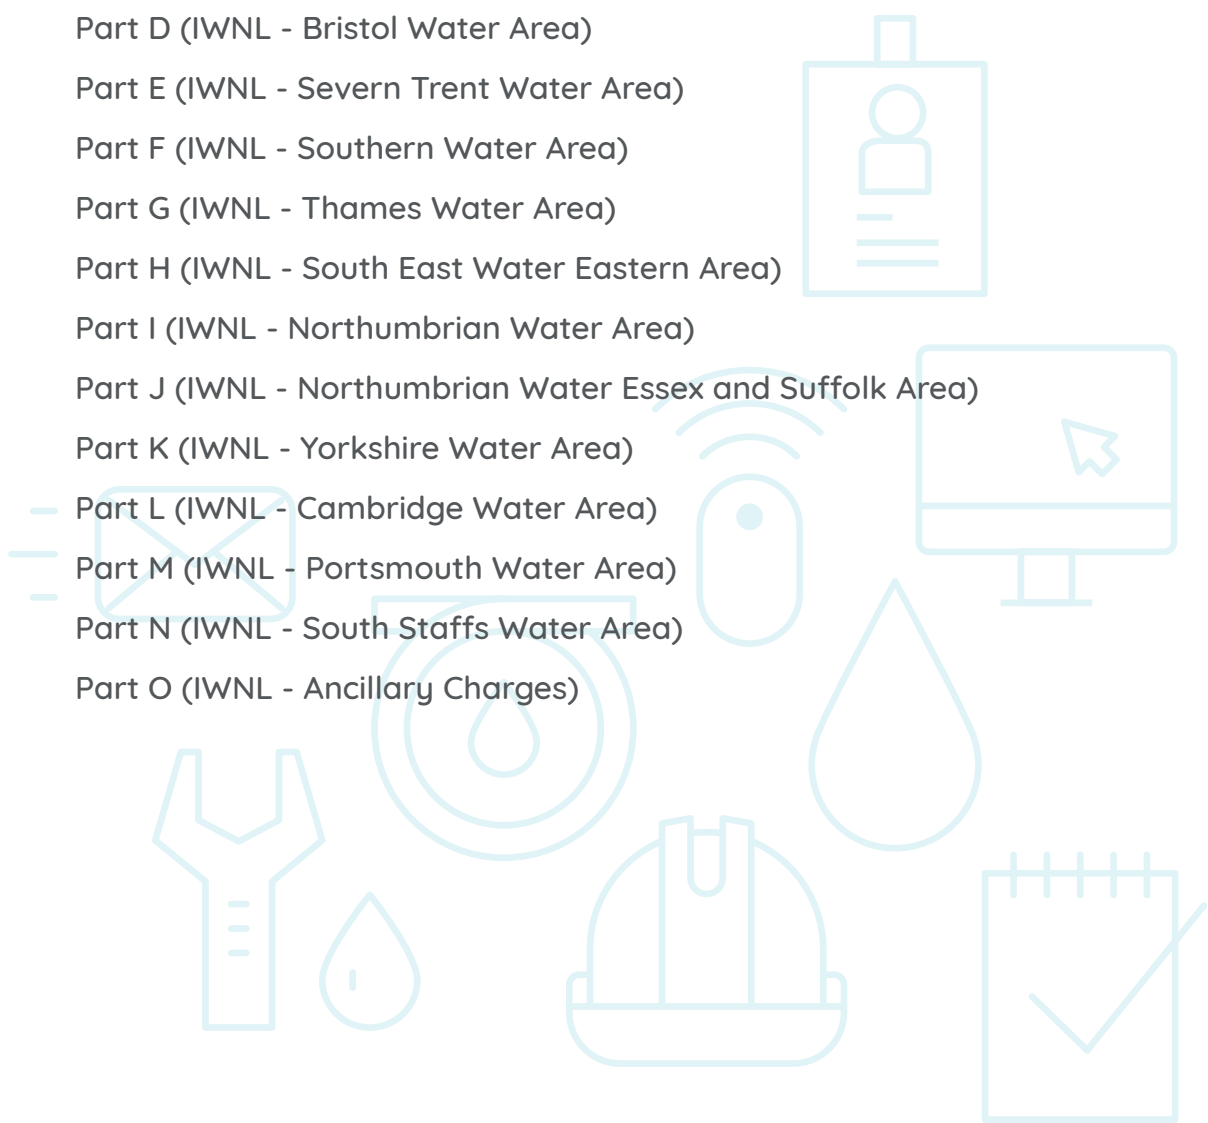 Part D (IWNL - Bristol Water Area)
Part E (IWNL - Severn Trent Water Area)
Part F (IWNL - Southern Water Area)
Part G (IWNL - Thames Water Area)
Part H (IWNL - South East Water Eastern Area)
Part I (IWNL - Northumbrian Water Area)
Part J (IWNL - Northumbrian Water Essex and Suffolk Area)
Part K (IWNL - Yorkshire Water Area)
Part L (IWNL - Cambridge Water Area)
Part M (IWNL - Portsmouth Water Area)
Part N (IWNL - South Staffs Water Area)
Part O (IWNL - Ancillary Charges)